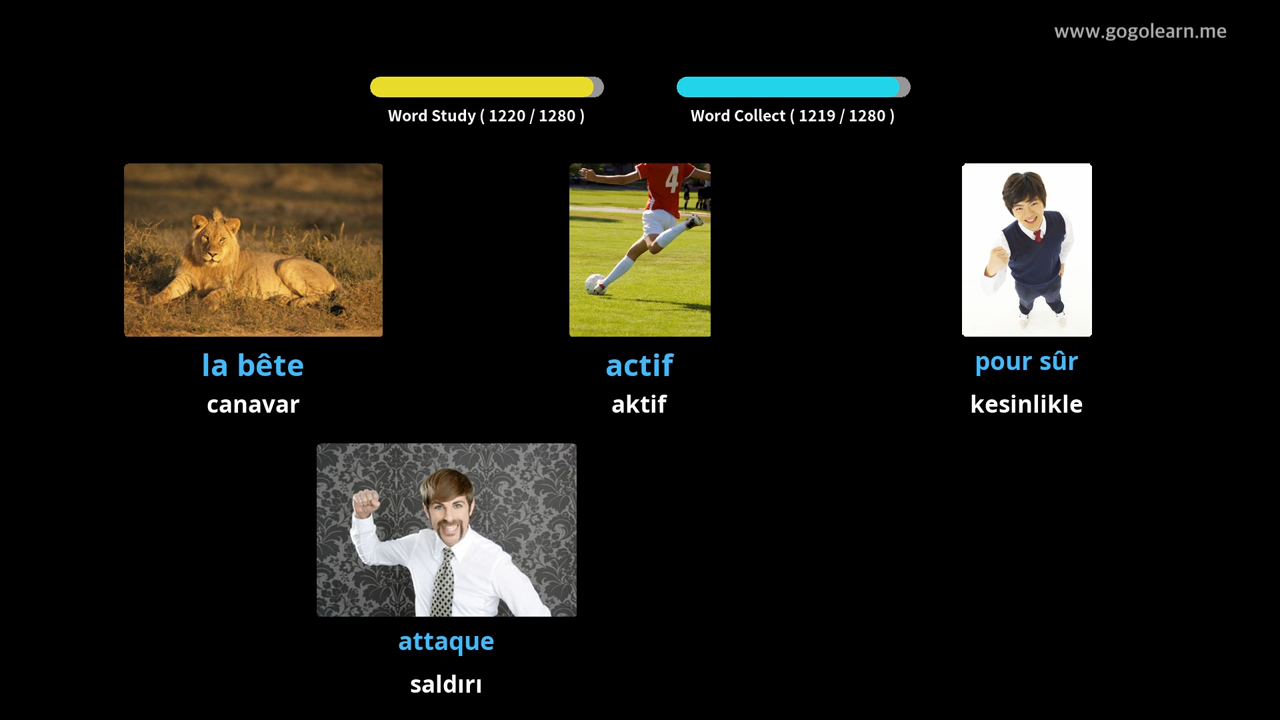 www.gogolearn.me
Word Study ( 1220 / 1280 )
Word Collect ( 1219 / 1280 )
4
la bête
canavar
actif
aktif
pour sûr
kesinlikle
attaque
saldırı